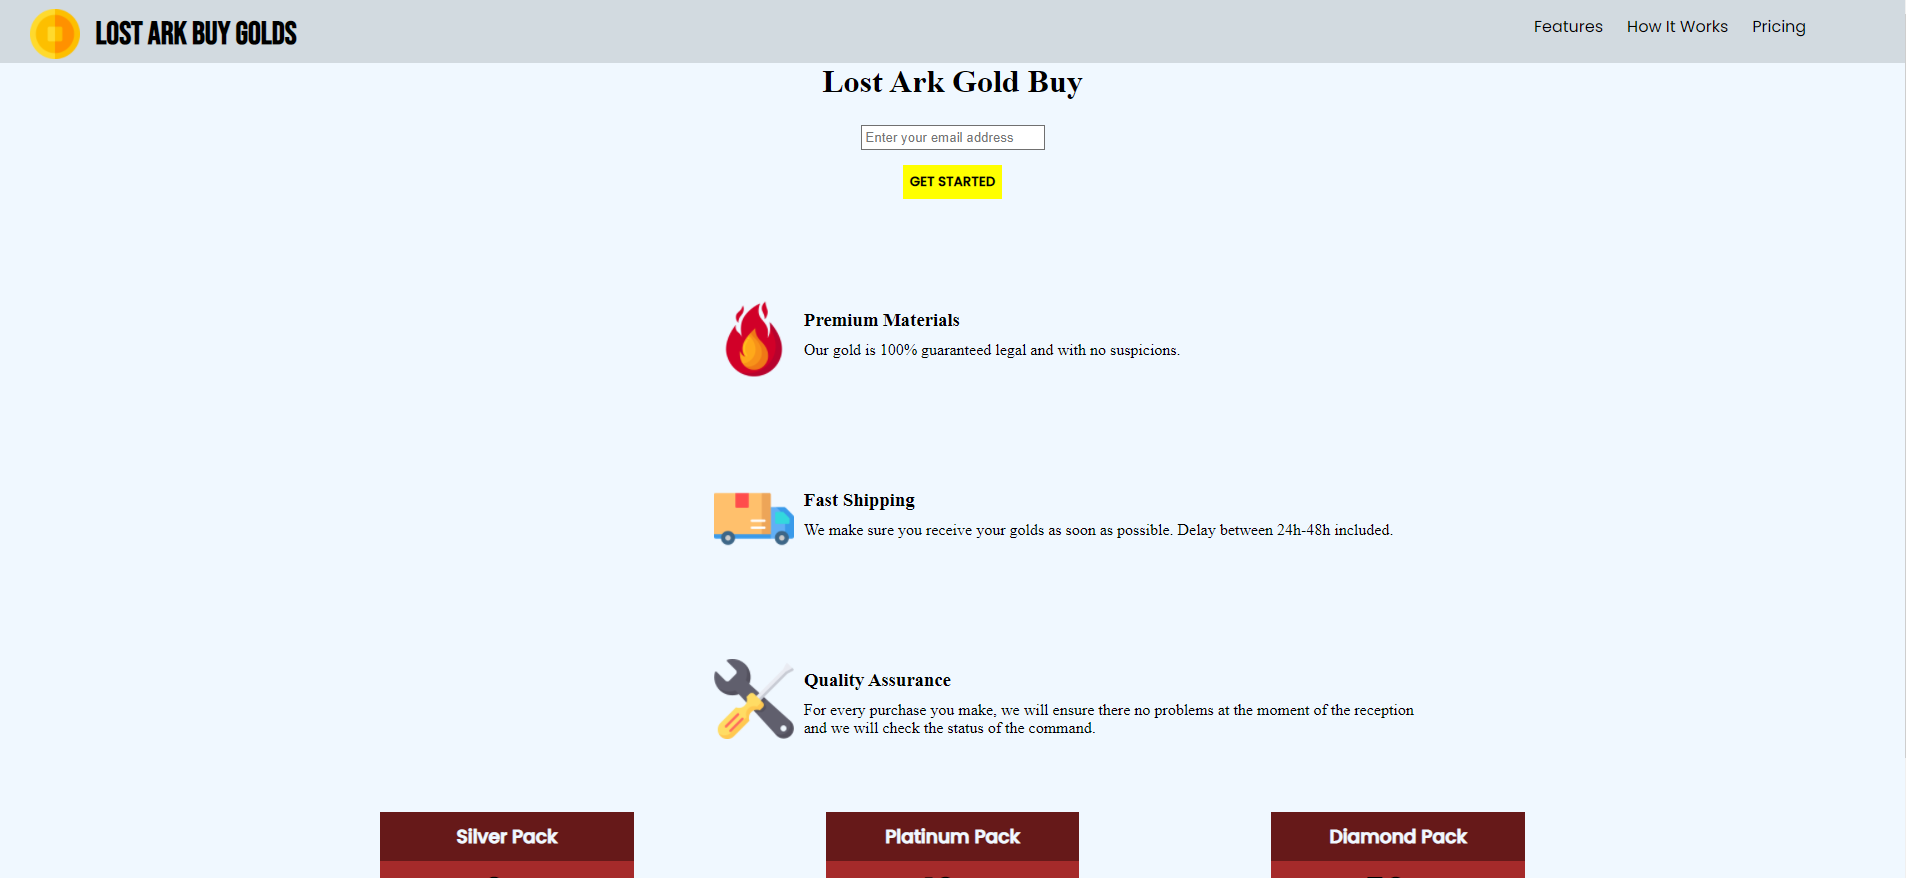 LOST ARK BUY GOLDS
Features How It Works Pricing
Lost Ark Gold Buy
Enter your email address
GET STARTED
Premium Materials
Our gold is 100% guaranteed legal and with no suspicions.
Fast Shipping
We make sure you receive your golds as soon as possible. Delay between 24h-48h included.
Quality Assurance
For every purchase you make, we will ensure there no problems at the moment of the reception
and we will check the status of the command.
Silver Pack Platinum Pack Diamond Pack